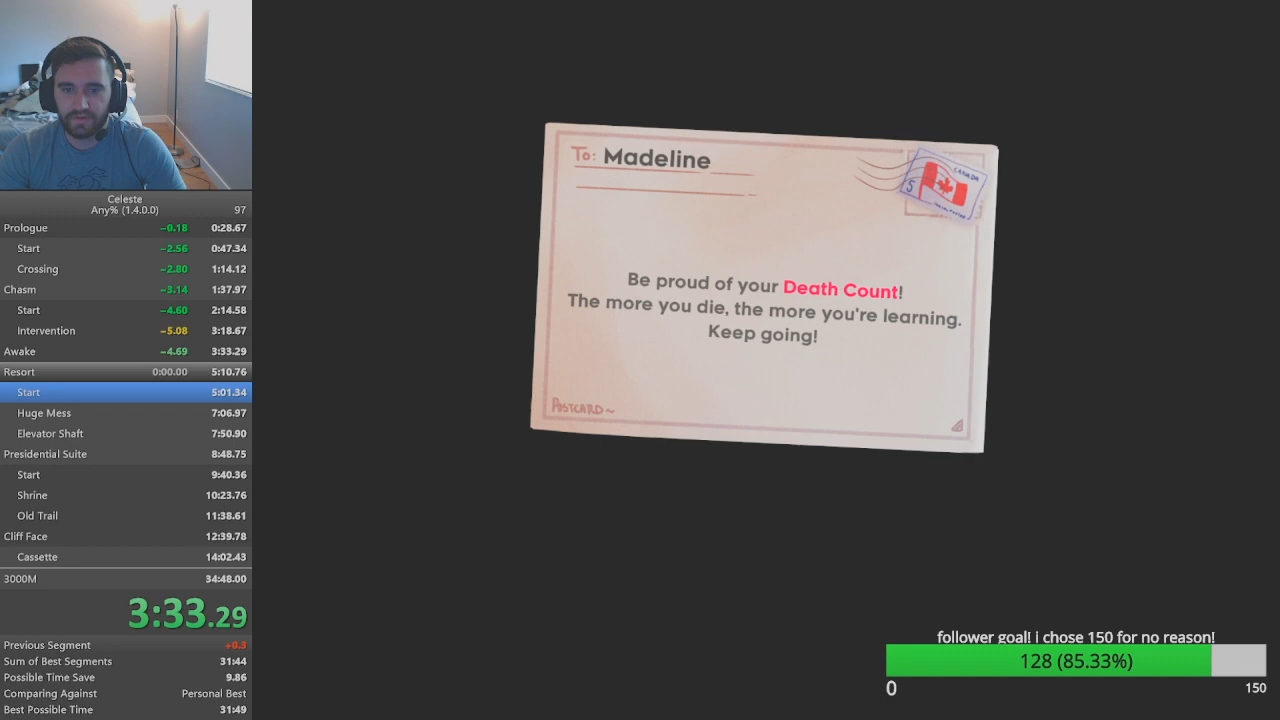 Celeste
Any% (1.4.0.0) 97
Prologue -0.18 0:28.67
Start -2.56 0:47.34
Crossing -2.80 1:14.12
Chasm -3.14 1:37.97
Start -4.60 2:14.58
Intervention -5.08 3:18.67
Awake -4.69 3:33.29
Resort 0:00.00 5:10.76
Start 5:01.34
Huge Mess 7:06.97
Elevator Shaft 7:50.90
Presidential Suite 8:48.75
Start 9:40.36
Shrine 10:23.76
Old Trail 11:38.61
Cliff Face 12:39.78
Cassette 14:02.43
3000M 34:48.00
3:33.29
Previous Segment +0.3
Sum of Best Segments 31:44
Possible Time Save 9.86
Comparing Against Personal Best
Best Possible Time 31:49
To: Madeline
CANADA
5
Be proud of your Death Count!
The more you die, the more you're learning.
Keep going!
POSTCARD~
follower goal! i chose 150 for no reason!
128 (85.33%)
0 150